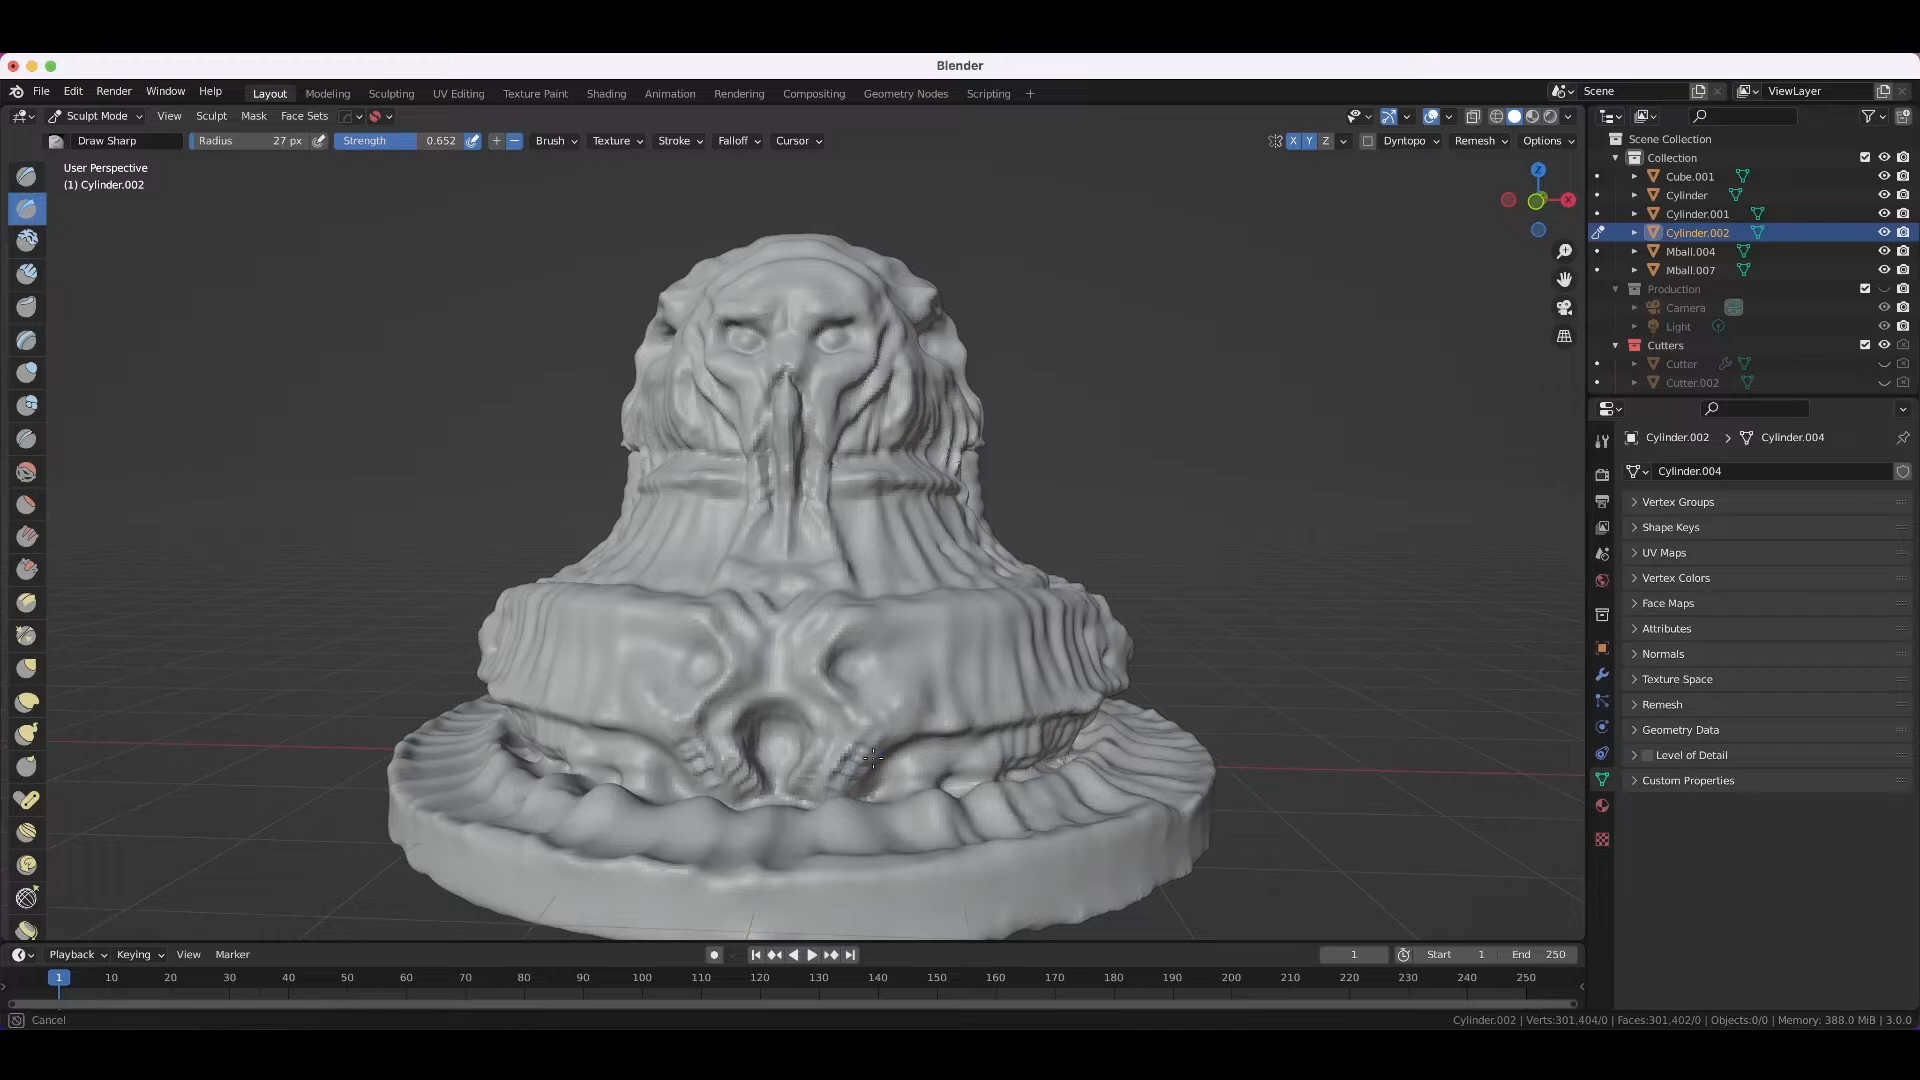 Blender
File Edit Render Window Help Layout Modeling Sculpting UV Editing Texture Paint Shading Animation Rendering Compositing Geometry Nodes Scripting + Scene ViewLayer
Sculpt Mode View Sculpt Mask Face Sets
Draw Sharp Radius 27 px Strength 0.652 Brush Texture Stroke Falloff Cursor X Y Z Dyntopo Remesh Options
User Perspective
(1) Cylinder.002
Z
X
Scene Collection
Collection
Cube.001
Cylinder
Cylinder.001
Cylinder.002
Mball.004
Mball.007
Production
Camera
Light
Cutters
Cutter
Cutter.002
Cylinder.002 > Cylinder.004
Cylinder.004
Vertex Groups
Shape Keys
UV Maps
Vertex Colors
Face Maps
Attributes
Normals
Texture Space
Remesh
Geometry Data
Level of Detail
Custom Properties
Playback Keying View Marker 1 Start 1 End 250
1 10 20 30 40 50 60 70 80 90 100 110 120 130 140 150 160 170 180 190 200 210 220 230 240 250
Cancel Cylinder.002 | Verts:301,404/0 | Faces:301,402/0 | Objects:0/0 | Memory: 388.0 MiB | 3.0.0